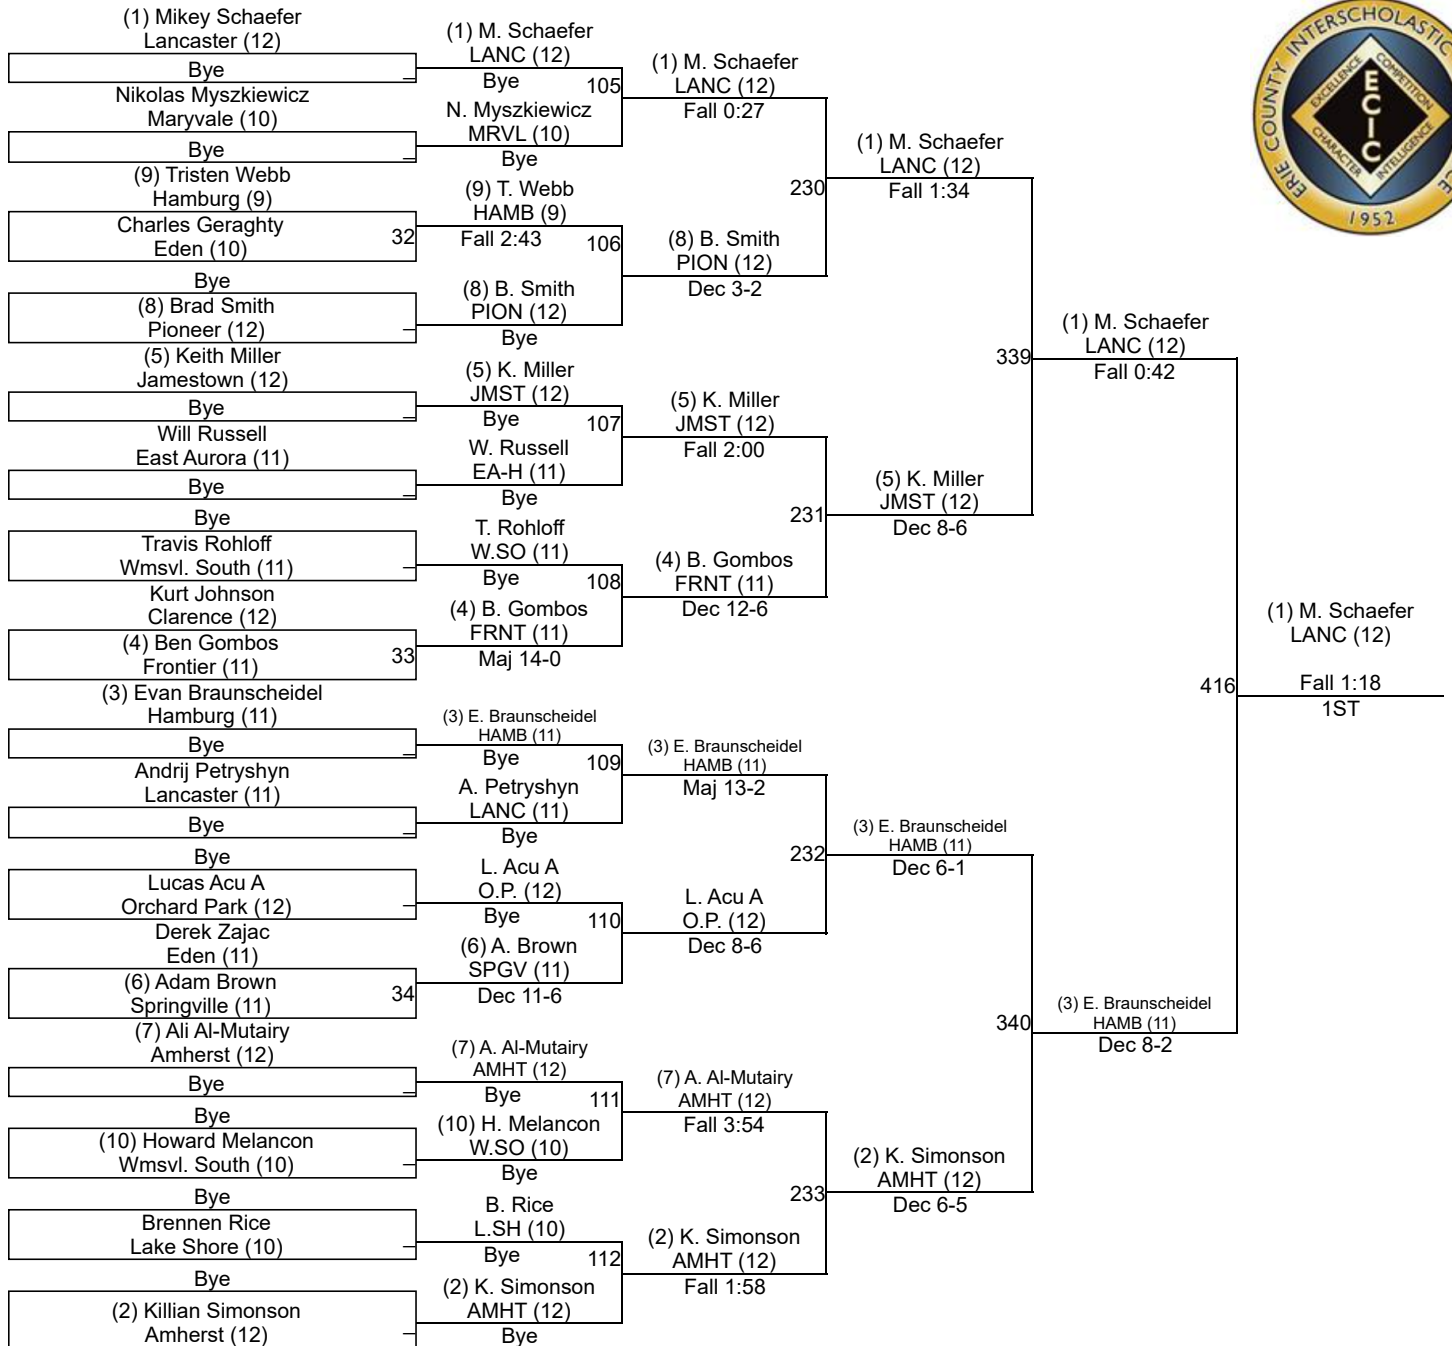 (1) Mikey Schaefer
Lancaster (12)
Bye
Nikolas Myszkiewicz
Maryvale (10)
Bye
(9) Tristen Webb
Hamburg (9)
Charles Geraghty
Eden (10)
32
Bye
(8) Brad Smith
Pioneer (12)
(5) Keith Miller
Jamestown (12)
Bye
Will Russell
East Aurora (11)
Bye
Bye
Travis Rohloff
Wmsvl. South (11)
Kurt Johnson
Clarence (12)
(4) Ben Gombos
Frontier (11)
33
(3) Evan Braunscheidel
Hamburg (11)
Bye
Andrij Petryshyn
Lancaster (11)
Bye
Bye
Lucas Acu A
Orchard Park (12)
Derek Zajac
Eden (11)
(6) Adam Brown
Springville (11)
34
(7) Ali Al-Mutairy
Amherst (12)
Bye
Bye
(10) Howard Melancon
Wmsvl. South (10)
Bye
Brennen Rice
Lake Shore (10)
Bye
(2) Killian Simonson
Amherst (12)
(1) M. Schaefer
LANC (12)
Bye
105
N. Myszkiewicz
MRVL (10)
Bye
(9) T. Webb
HAMB (9)
Fall 2:43
106
(8) B. Smith
PION (12)
Bye
(5) K. Miller
JMST (12)
Bye
107
W. Russell
EA-H (11)
Bye
T. Rohloff
W.SO (11)
Bye
108
(4) B. Gombos
FRNT (11)
Maj 14-0
(3) E. Braunscheidel
HAMB (11)
Bye
109
A. Petryshyn
LANC (11)
Bye
L. Acu A
O.P. (12)
Bye
110
(6) A. Brown
SPGV (11)
Dec 11-6
(7) A. Al-Mutairy
AMHT (12)
Bye
111
(10) H. Melancon
W.SO (10)
Bye
B. Rice
L.SH (10)
Bye
112
(2) K. Simonson
AMHT (12)
Bye
(1) M. Schaefer
LANC (12)
Fall 0:27
230
(8) B. Smith
PION (12)
Dec 3-2
(5) K. Miller
JMST (12)
Fall 2:00
231
(4) B. Gombos
FRNT (11)
Dec 12-6
(3) E. Braunscheidel
HAMB (11)
Maj 13-2
232
L. Acu A
O.P. (12)
Dec 8-6
(7) A. Al-Mutairy
AMHT (12)
Fall 3:54
233
(2) K. Simonson
AMHT (12)
Fall 1:58
(1) M. Schaefer
LANC (12)
Fall 1:34
339
(5) K. Miller
JMST (12)
Dec 8-6
(3) E. Braunscheidel
HAMB (11)
Dec 6-1
340
(2) K. Simonson
AMHT (12)
Dec 6-5
(1) M. Schaefer
LANC (12)
Fall 0:42
416
(3) E. Braunscheidel
HAMB (11)
Dec 8-2
(1) M. Schaefer
LANC (12)
Fall 1:18
1ST
ERIE COUNTY INTERSCHOLASTIC
EXCELLENCE
COMPETITION
ECIC
CHARACTER
INTELLIGENCE
1952